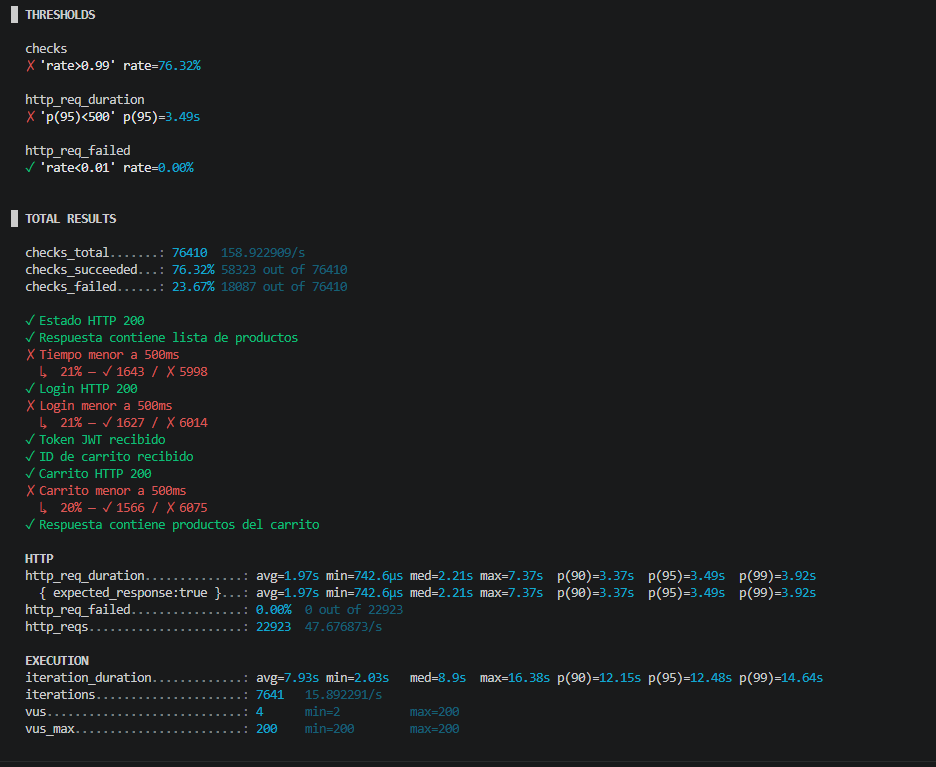 THRESHOLDS
checks
✗ 'rate>0.99' rate=76.32%
http_req_duration
✗ 'p(95)<500' p(95)=3.49s
http_req_failed
✓ 'rate<0.01' rate=0.00%
TOTAL RESULTS
checks_total.......: 76410 158.922909/s
checks_succeeded...: 76.32% 58323 out of 76410
checks_failed......: 23.67% 18087 out of 76410
✓ Estado HTTP 200
✓ Respuesta contiene lista de productos
✗ Tiempo menor a 500ms
↳ 21% — ✓ 1643 / ✗ 5998
✓ Login HTTP 200
✗ Login menor a 500ms
↳ 21% — ✓ 1627 / ✗ 6014
✓ Token JWT recibido
✓ ID de carrito recibido
✓ Carrito HTTP 200
✗ Carrito menor a 500ms
↳ 20% — ✓ 1566 / ✗ 6075
✓ Respuesta contiene productos del carrito
HTTP
http_req_duration..............: avg=1.97s min=742.6µs med=2.21s max=7.37s p(90)=3.37s p(95)=3.49s p(99)=3.92s
{ expected_response:true }...: avg=1.97s min=742.6µs med=2.21s max=7.37s p(90)=3.37s p(95)=3.49s p(99)=3.92s
http_req_failed................: 0.00% 0 out of 22923
http_reqs......................: 22923 47.676873/s
EXECUTION
iteration_duration.............: avg=7.93s min=2.03s med=8.9s max=16.38s p(90)=12.15s p(95)=12.48s p(99)=14.64s
iterations.....................: 7641 15.892291/s
vus............................: 4 min=2 max=200
vus_max........................: 200 min=200 max=200